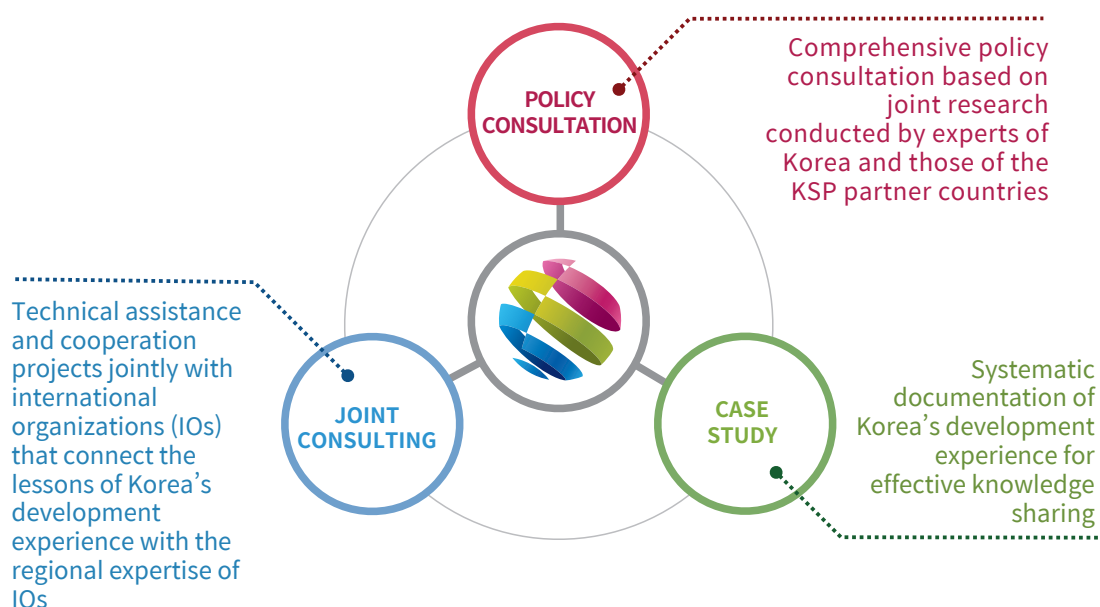 POLICY
CONSULTATION
Comprehensive policy
consultation based on
joint research
conducted by experts of
Korea and those of the
KSP partner countries
Technical assistance
and cooperation
projects jointly with
international
organizations (IOs)
that connect the
lessons of Korea’s
development
experience with the
regional expertise of
IOs
JOINT
CONSULTING
CASE
STUDY
Systematic
documentation of
Korea’s development
experience for
effective knowledge
sharing